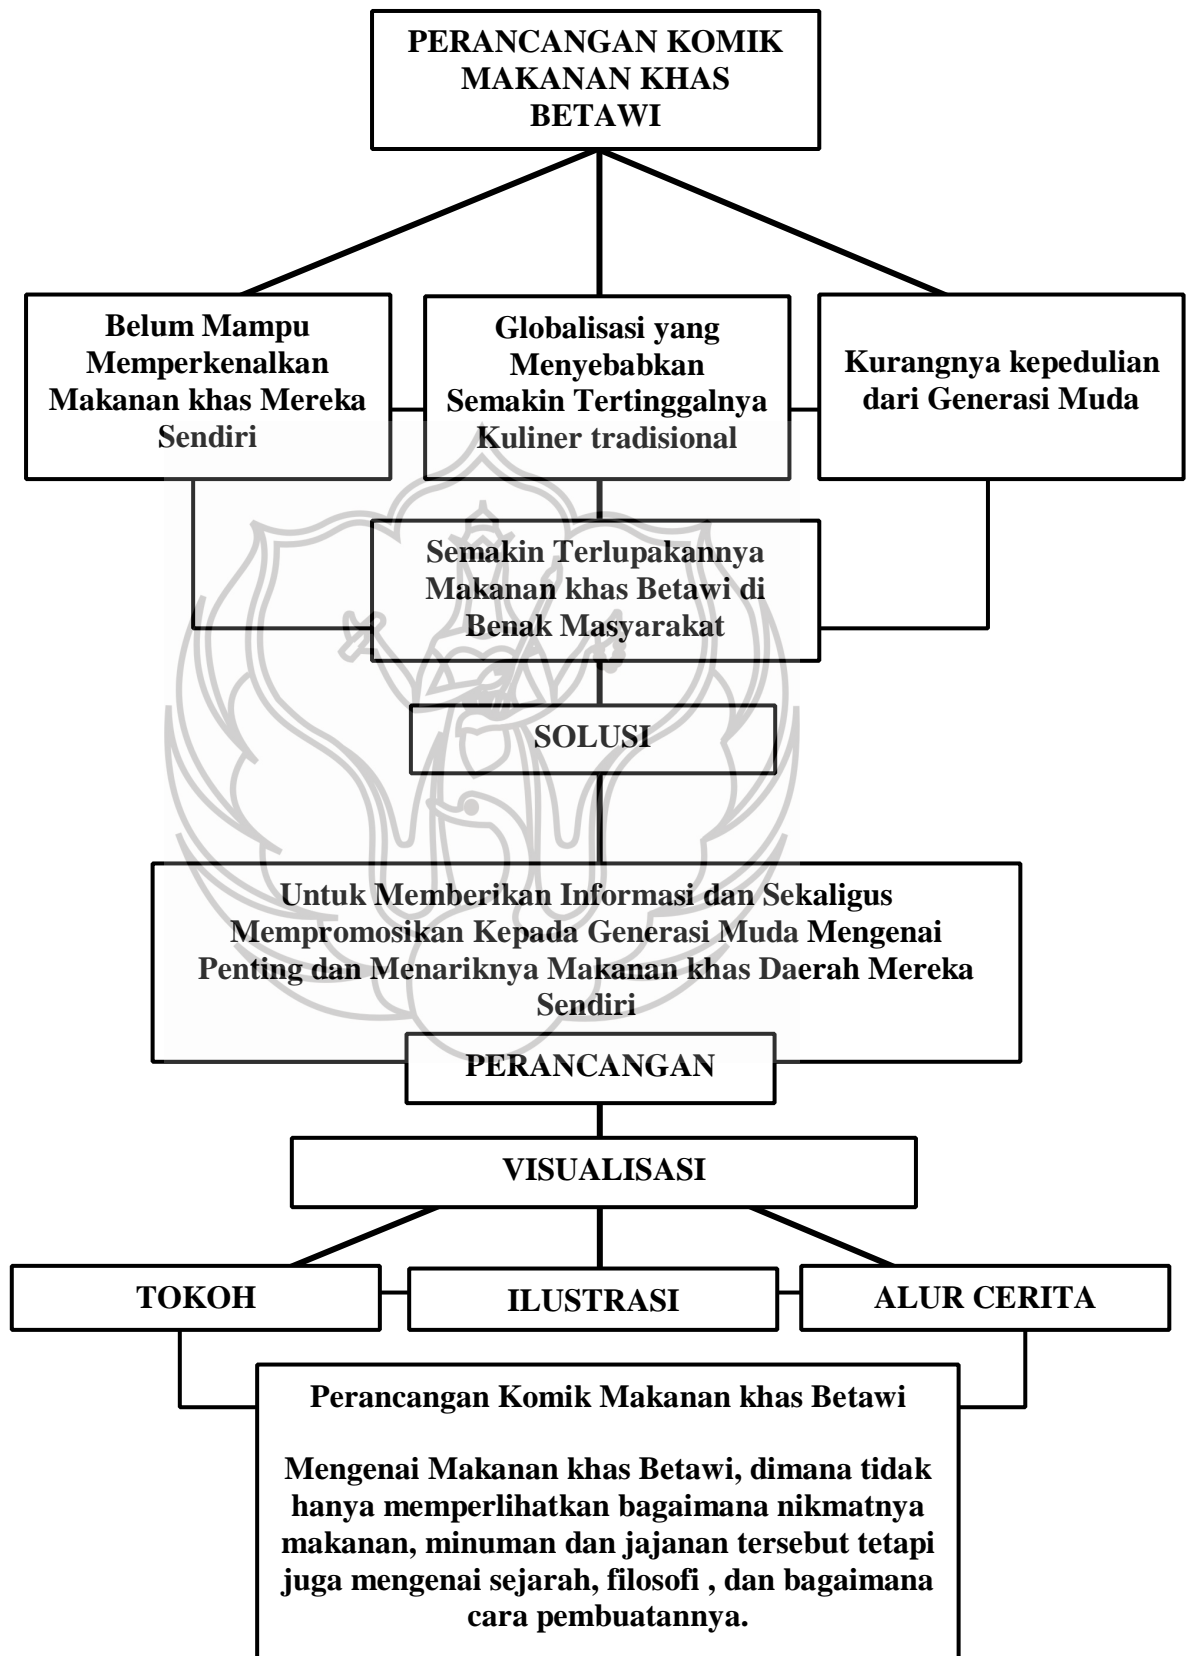 PERANCANGAN KOMIK
MAKANAN KHAS
BETAWI
Belum Mampu
Memperkenalkan
Makanan khas Mereka
Sendiri
Globalisasi yang
Menyebabkan
Semakin Tertinggalnya
Kuliner tradisional
Kurangnya kepedulian
dari Generasi Muda
Semakin Terlupakannya
Makanan khas Betawi di
Benak Masyarakat
SOLUSI
Untuk Memberikan Informasi dan Sekaligus
Mempromosikan Kepada Generasi Muda Mengenai
Penting dan Menariknya Makanan khas Daerah Mereka
Sendiri
PERANCANGAN
VISUALISASI
TOKOH
ILUSTRASI
ALUR CERITA
Perancangan Komik Makanan khas Betawi
Mengenai Makanan khas Betawi, dimana tidak
hanya memperlihatkan bagaimana nikmatnya
makanan, minuman dan jajanan tersebut tetapi
juga mengenai sejarah, filosofi , dan bagaimana
cara pembuatannya.